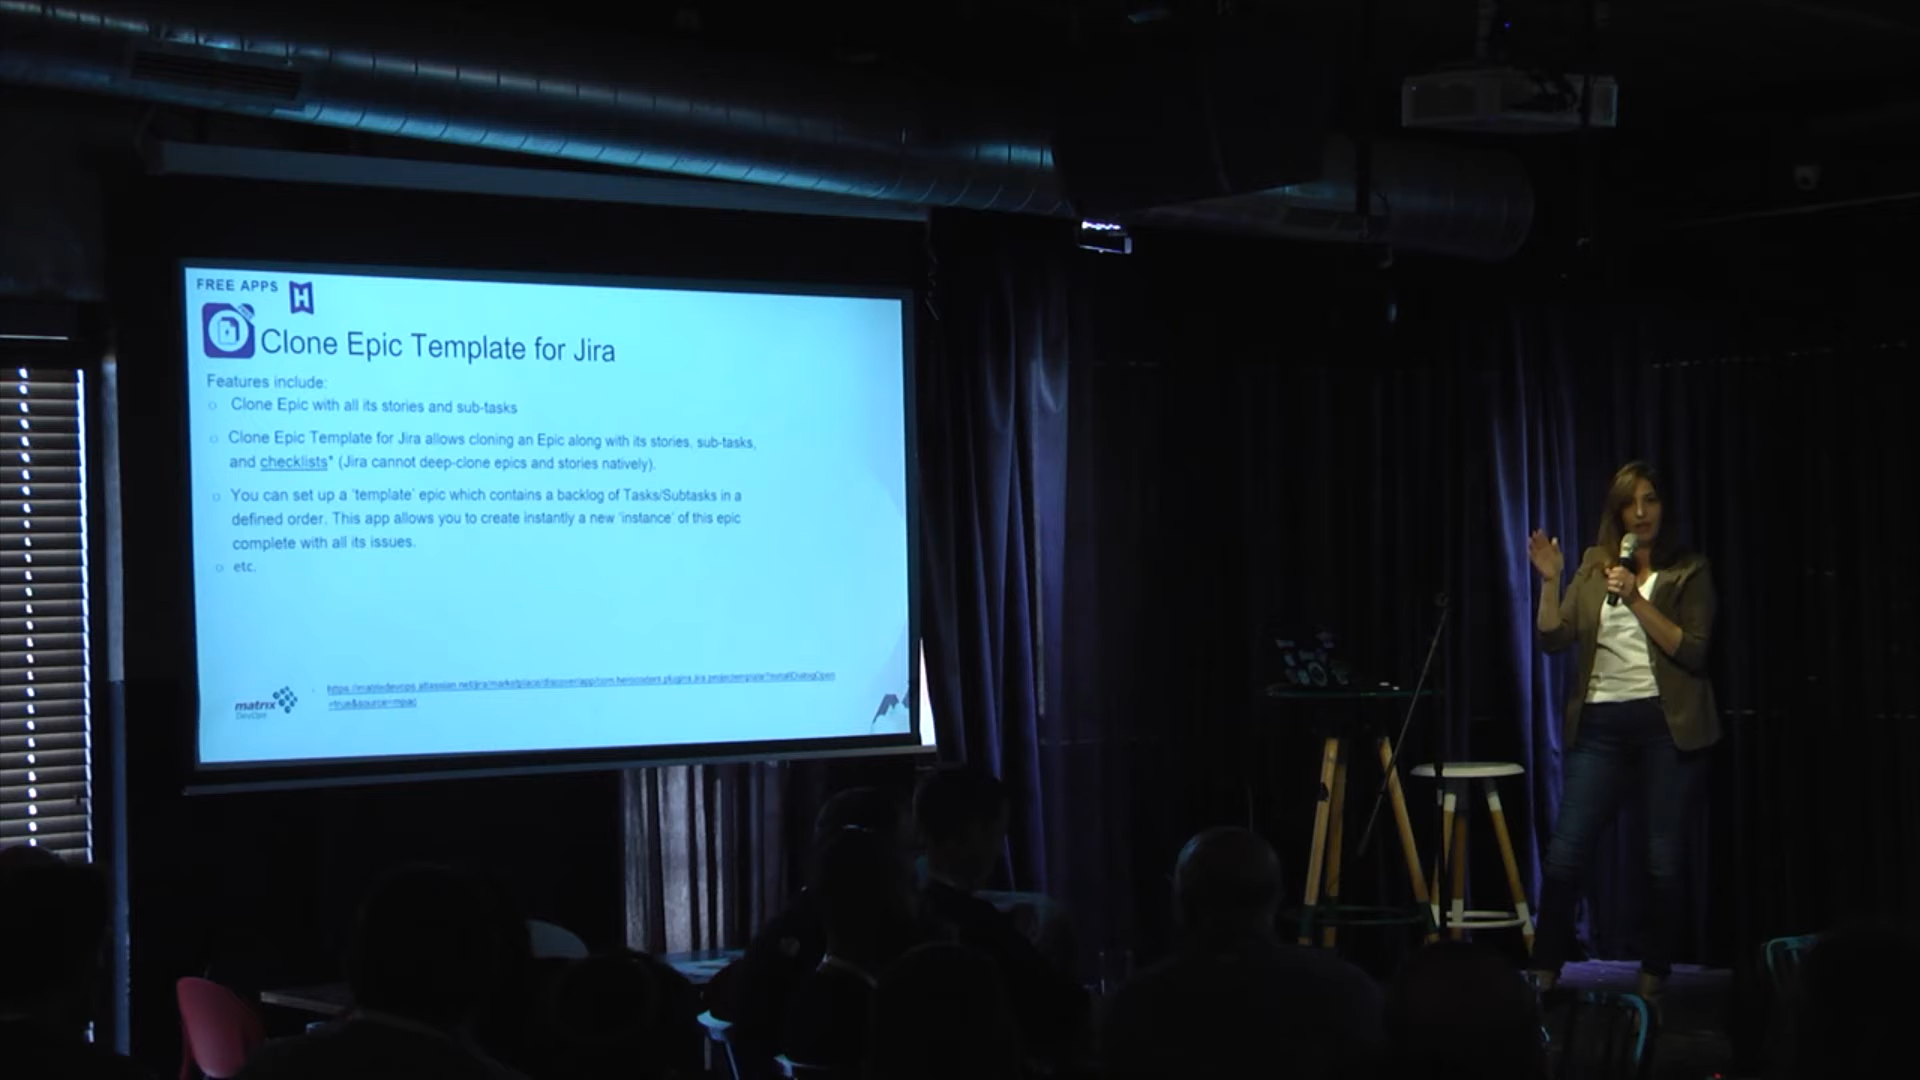 FREE APPS
H
Clone Epic Template for Jira
Features include:
○ Clone Epic with all its stories and sub-tasks
○ Clone Epic Template for Jira allows cloning an Epic along with its stories, sub-tasks,
and checklists* (Jira cannot deep-clone epics and stories natively).
○ You can set up a 'template' epic which contains a backlog of Tasks/Subtasks in a
defined order. This app allows you to create instantly a new 'instance' of this epic
complete with all its issues.
○ etc.
=true&source=mpac
matrix
DevOps